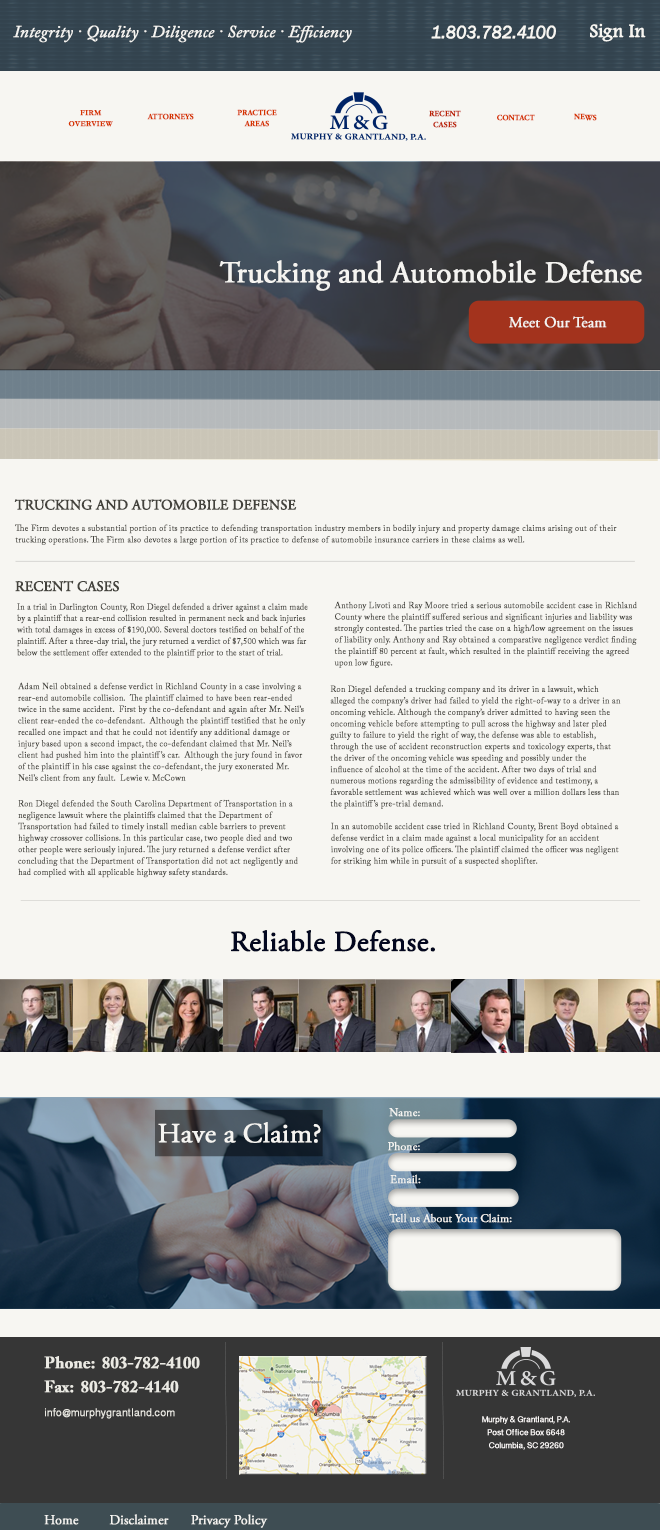 Integrity · Quality · Diligence · Service · Efficiency
1.803.782.4100
Sign In
FIRM
OVERVIEW
ATTORNEYS
PRACTICE
AREAS
M & G
MURPHY & GRANTLAND, P.A.
RECENT
CASES
CONTACT
NEWS
Trucking and Automobile Defense
Meet Our Team
TRUCKING AND AUTOMOBILE DEFENSE
The Firm devotes a substantial portion of its practice to defending transportation industry members in bodily injury and property damage claims arising out of their
trucking operations. The Firm also devotes a large portion of its practice to defense of automobile insurance carriers in these claims as well.
RECENT CASES
In a trial in Darlington County, Ron Diegel defended a driver against a claim made
by a plaintiff that a rear-end collision resulted in permanent neck and back injuries
with total damages in excess of $190,000. Several doctors testified on behalf of the
plaintiff. After a three-day trial, the jury returned a verdict of $7,500 which was far
below the settlement offer extended to the plaintiff prior to the start of trial.
Adam Neil obtained a defense verdict in Richland County in a case involving a
rear-end automobile collision. The plaintiff claimed to have been rear-ended
twice in the same accident. First by the co-defendant and again after Mr. Neil's
client rear-ended the co-defendant. Although the plaintiff testified that he only
recalled one impact and that he could not identify any additional damage or
injury based upon a second impact, the co-defendant claimed that Mr. Neil's
client had pushed him into the plaintiff's car. Although the jury found in favor
of the plaintiff in his case against the co-defendant, the jury exonerated Mr.
Neil's client from any fault. Lewie v. McCown
Ron Diegel defended the South Carolina Department of Transportation in a
negligence lawsuit where the plaintiffs claimed that the Department of
Transportation had failed to timely install median cable barriers to prevent
highway crossover collisions. In this particular case, two people died and two
other people were seriously injured. The jury returned a defense verdict after
concluding that the Department of Transportation did not act negligently and
had complied with all applicable highway safety standards.
Anthony Livoti and Ray Moore tried a serious automobile accident case in Richland
County where the plaintiff suffered serious and significant injuries and liability was
strongly contested. The parties tried the case on a high/low agreement on the issues
of liability only. Anthony and Ray obtained a comparative negligence verdict finding
the plaintiff 80 percent at fault, which resulted in the plaintiff receiving the agreed
upon low figure.
Ron Diegel defended a trucking company and its driver in a lawsuit, which
alleged the company's driver had failed to yield the right-of-way to a driver in an
oncoming vehicle. Although the company's driver admitted to having seen the
oncoming vehicle before attempting to pull across the highway and later pled
guilty to failure to yield the right of way, the defense was able to establish,
through the use of accident reconstruction experts and toxicology experts, that
the driver of the oncoming vehicle was speeding and possibly under the
influence of alcohol at the time of the accident. After two days of trial and
numerous motions regarding the admissibility of evidence and testimony, a
favorable settlement was achieved which was well over a million dollars less than
the plaintiff's pre-trial demand.
In an automobile accident case tried in Richland County, Brent Boyd obtained a
defense verdict in a claim made against a local municipality for an accident
involving one of its police officers. The plaintiff claimed the officer was negligent
for striking him while in pursuit of a suspected shoplifter.
Reliable Defense.
Have a Claim?
Name:
Phone:
Email:
Tell us About Your Claim:
Phone: 803-782-4100
Fax: 803-782-4140
info@murphygrantland.com
Columbia
Sumter
Aiken
Orangeburg
Florence
Newberry
Lexington
Camden
Manning
M & G
MURPHY & GRANTLAND, P.A.
Murphy & Grantland, P.A.
Post Office Box 6648
Columbia, SC 29260
Home
Disclaimer
Privacy Policy